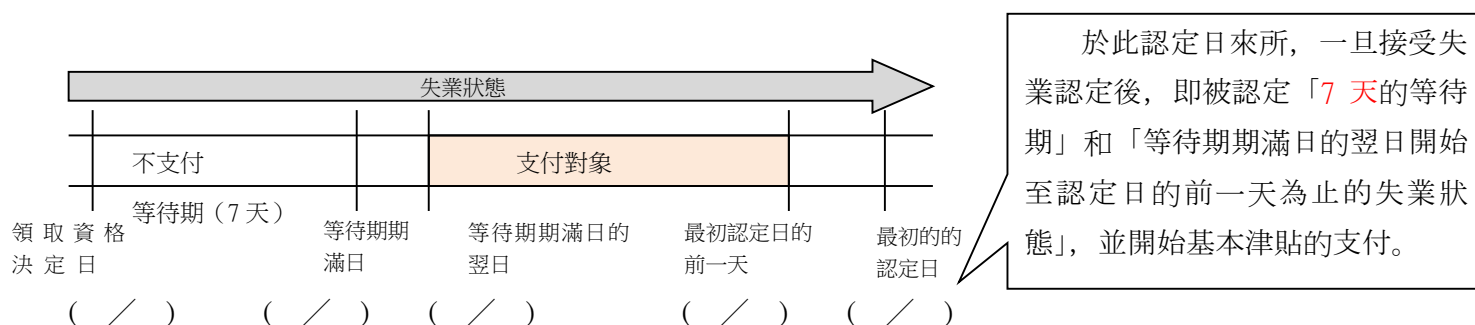 失業狀態
不支付
支付對象
等待期（7 天）
領取資格
決定日
等待期期
滿日
等待期期滿日的
翌日
最初認定日的
前一天
最初的的
認定日
( ／ )
( ／ )
( ／ )
( ／ )
( ／ )
於此認定日來所，一旦接受失
業認定後，即被認定「7 天的等待
期」和「等待期期滿日的翌日開始
至認定日的前一天為止的失業狀
態」，並開始基本津貼的支付。